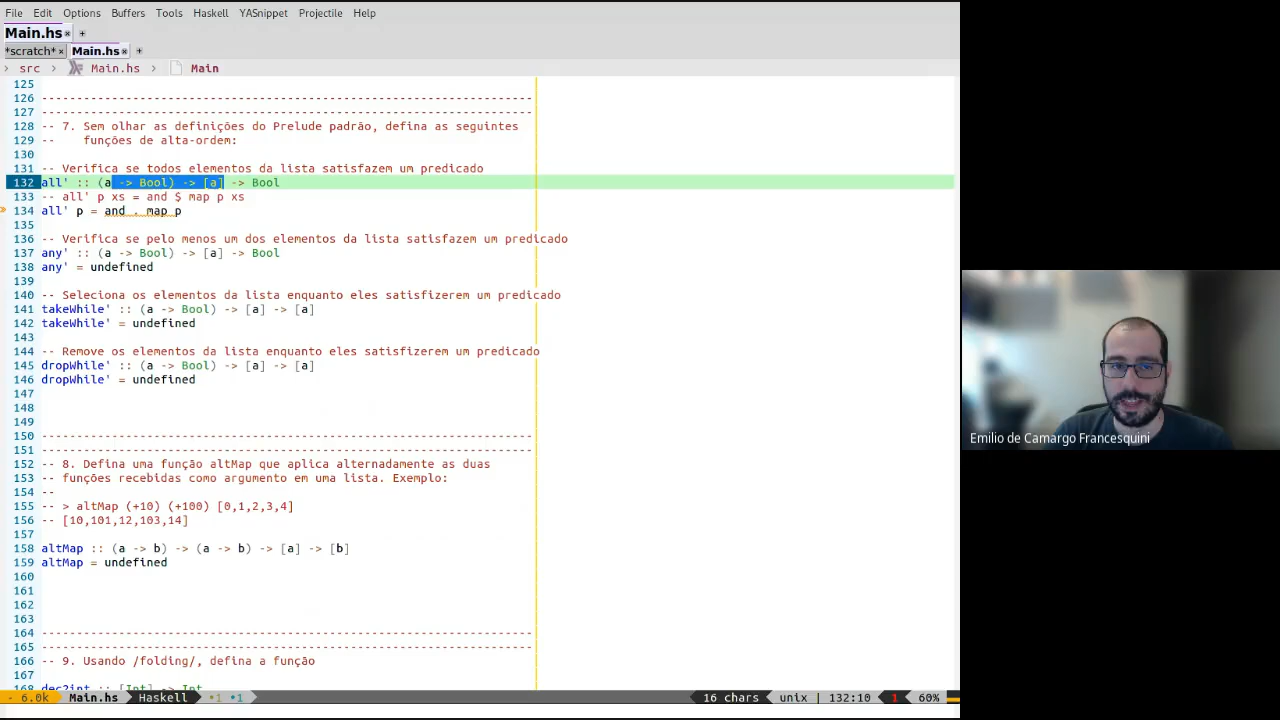 File Edit Options Buffers Tools Haskell YASnippet Projectile Help
Main.hs × +
*scratch* × Main.hs × +
› src › Main.hs › Main
125
126 ----------------------------------------------------------------------
127 ----------------------------------------------------------------------
128 -- 7. Sem olhar as definições do Prelude padrão, defina as seguintes
129 --    funções de alta-ordem:
130
131 -- Verifica se todos elementos da lista satisfazem um predicado
132 all' :: (a -> Bool) -> [a] -> Bool
133 -- all' p xs = and $ map p xs
134 all' p = and . map p
135
136 -- Verifica se pelo menos um dos elementos da lista satisfazem um predicado
137 any' :: (a -> Bool) -> [a] -> Bool
138 any' = undefined
139
140 -- Seleciona os elementos da lista enquanto eles satisfizerem um predicado
141 takeWhile' :: (a -> Bool) -> [a] -> [a]
142 takeWhile' = undefined
143
144 -- Remove os elementos da lista enquanto eles satisfizerem um predicado
145 dropWhile' :: (a -> Bool) -> [a] -> [a]
146 dropWhile' = undefined
147
148
149
150 ----------------------------------------------------------------------
151 ----------------------------------------------------------------------
152 -- 8. Defina uma função altMap que aplica alternadamente as duas
153 -- funções recebidas como argumento em uma lista. Exemplo:
154 --
155 -- > altMap (+10) (+100) [0,1,2,3,4]
156 -- [10,101,12,103,14]
157
158 altMap :: (a -> b) -> (a -> b) -> [a] -> [b]
159 altMap = undefined
160
161
162
163
164 ----------------------------------------------------------------------
165 ----------------------------------------------------------------------
166 -- 9. Usando /folding/, defina a função
167
168 dec2int :: [Int] -> Int
- 6.0k Main.hs Haskell •1 •1 16 chars unix 132:10 1 60%
Emilio de Camargo Francesquini